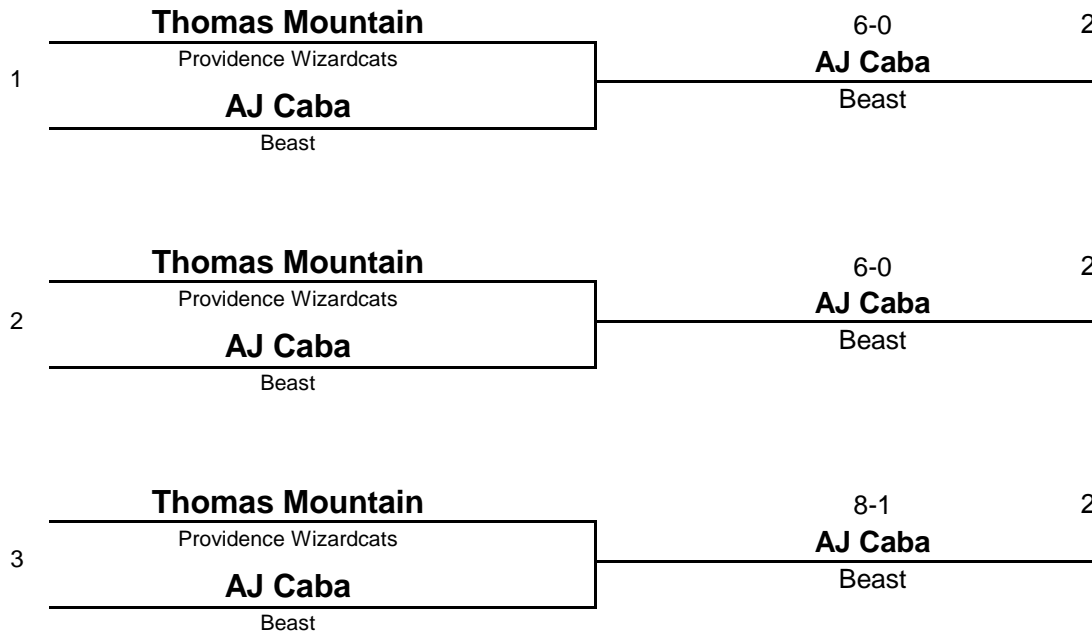 Thomas Mountain
6-0
2
Providence Wizardcats
AJ Caba
1
AJ Caba
Beast
Beast
Thomas Mountain
6-0
2
Providence Wizardcats
AJ Caba
2
AJ Caba
Beast
Beast
Thomas Mountain
8-1
2
Providence Wizardcats
AJ Caba
3
AJ Caba
Beast
Beast